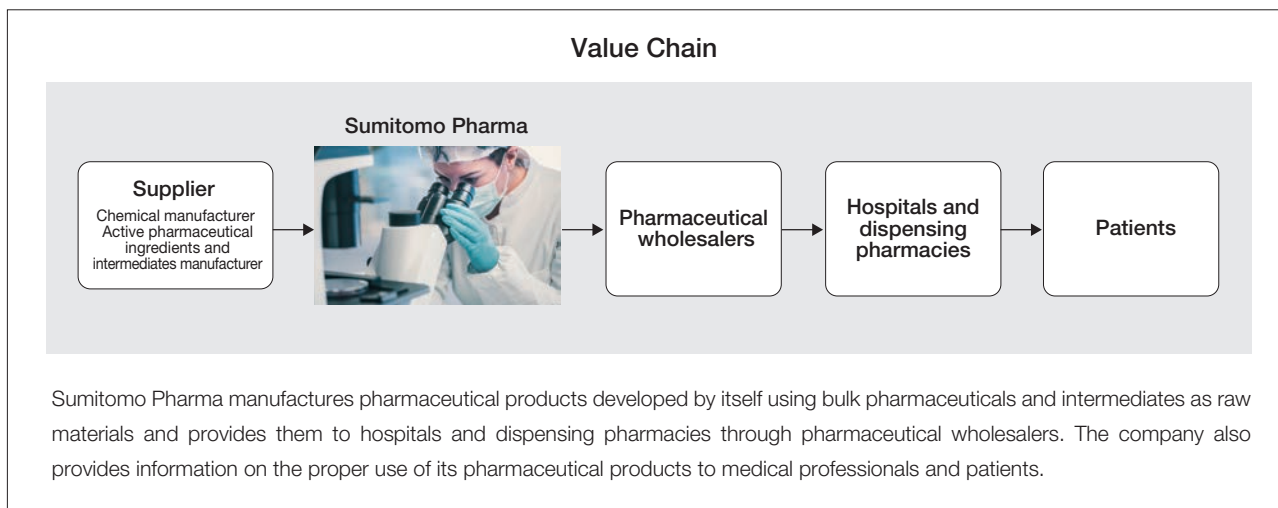 Value Chain
Sumitomo Pharma
Supplier
Chemical manufacturer
Active pharmaceutical
ingredients and
intermediates manufacturer
Pharmaceutical
wholesalers
Hospitals and
dispensing
pharmacies
Patients
Sumitomo Pharma manufactures pharmaceutical products developed by itself using bulk pharmaceuticals and intermediates as raw
materials and provides them to hospitals and dispensing pharmacies through pharmaceutical wholesalers. The company also
provides information on the proper use of its pharmaceutical products to medical professionals and patients.